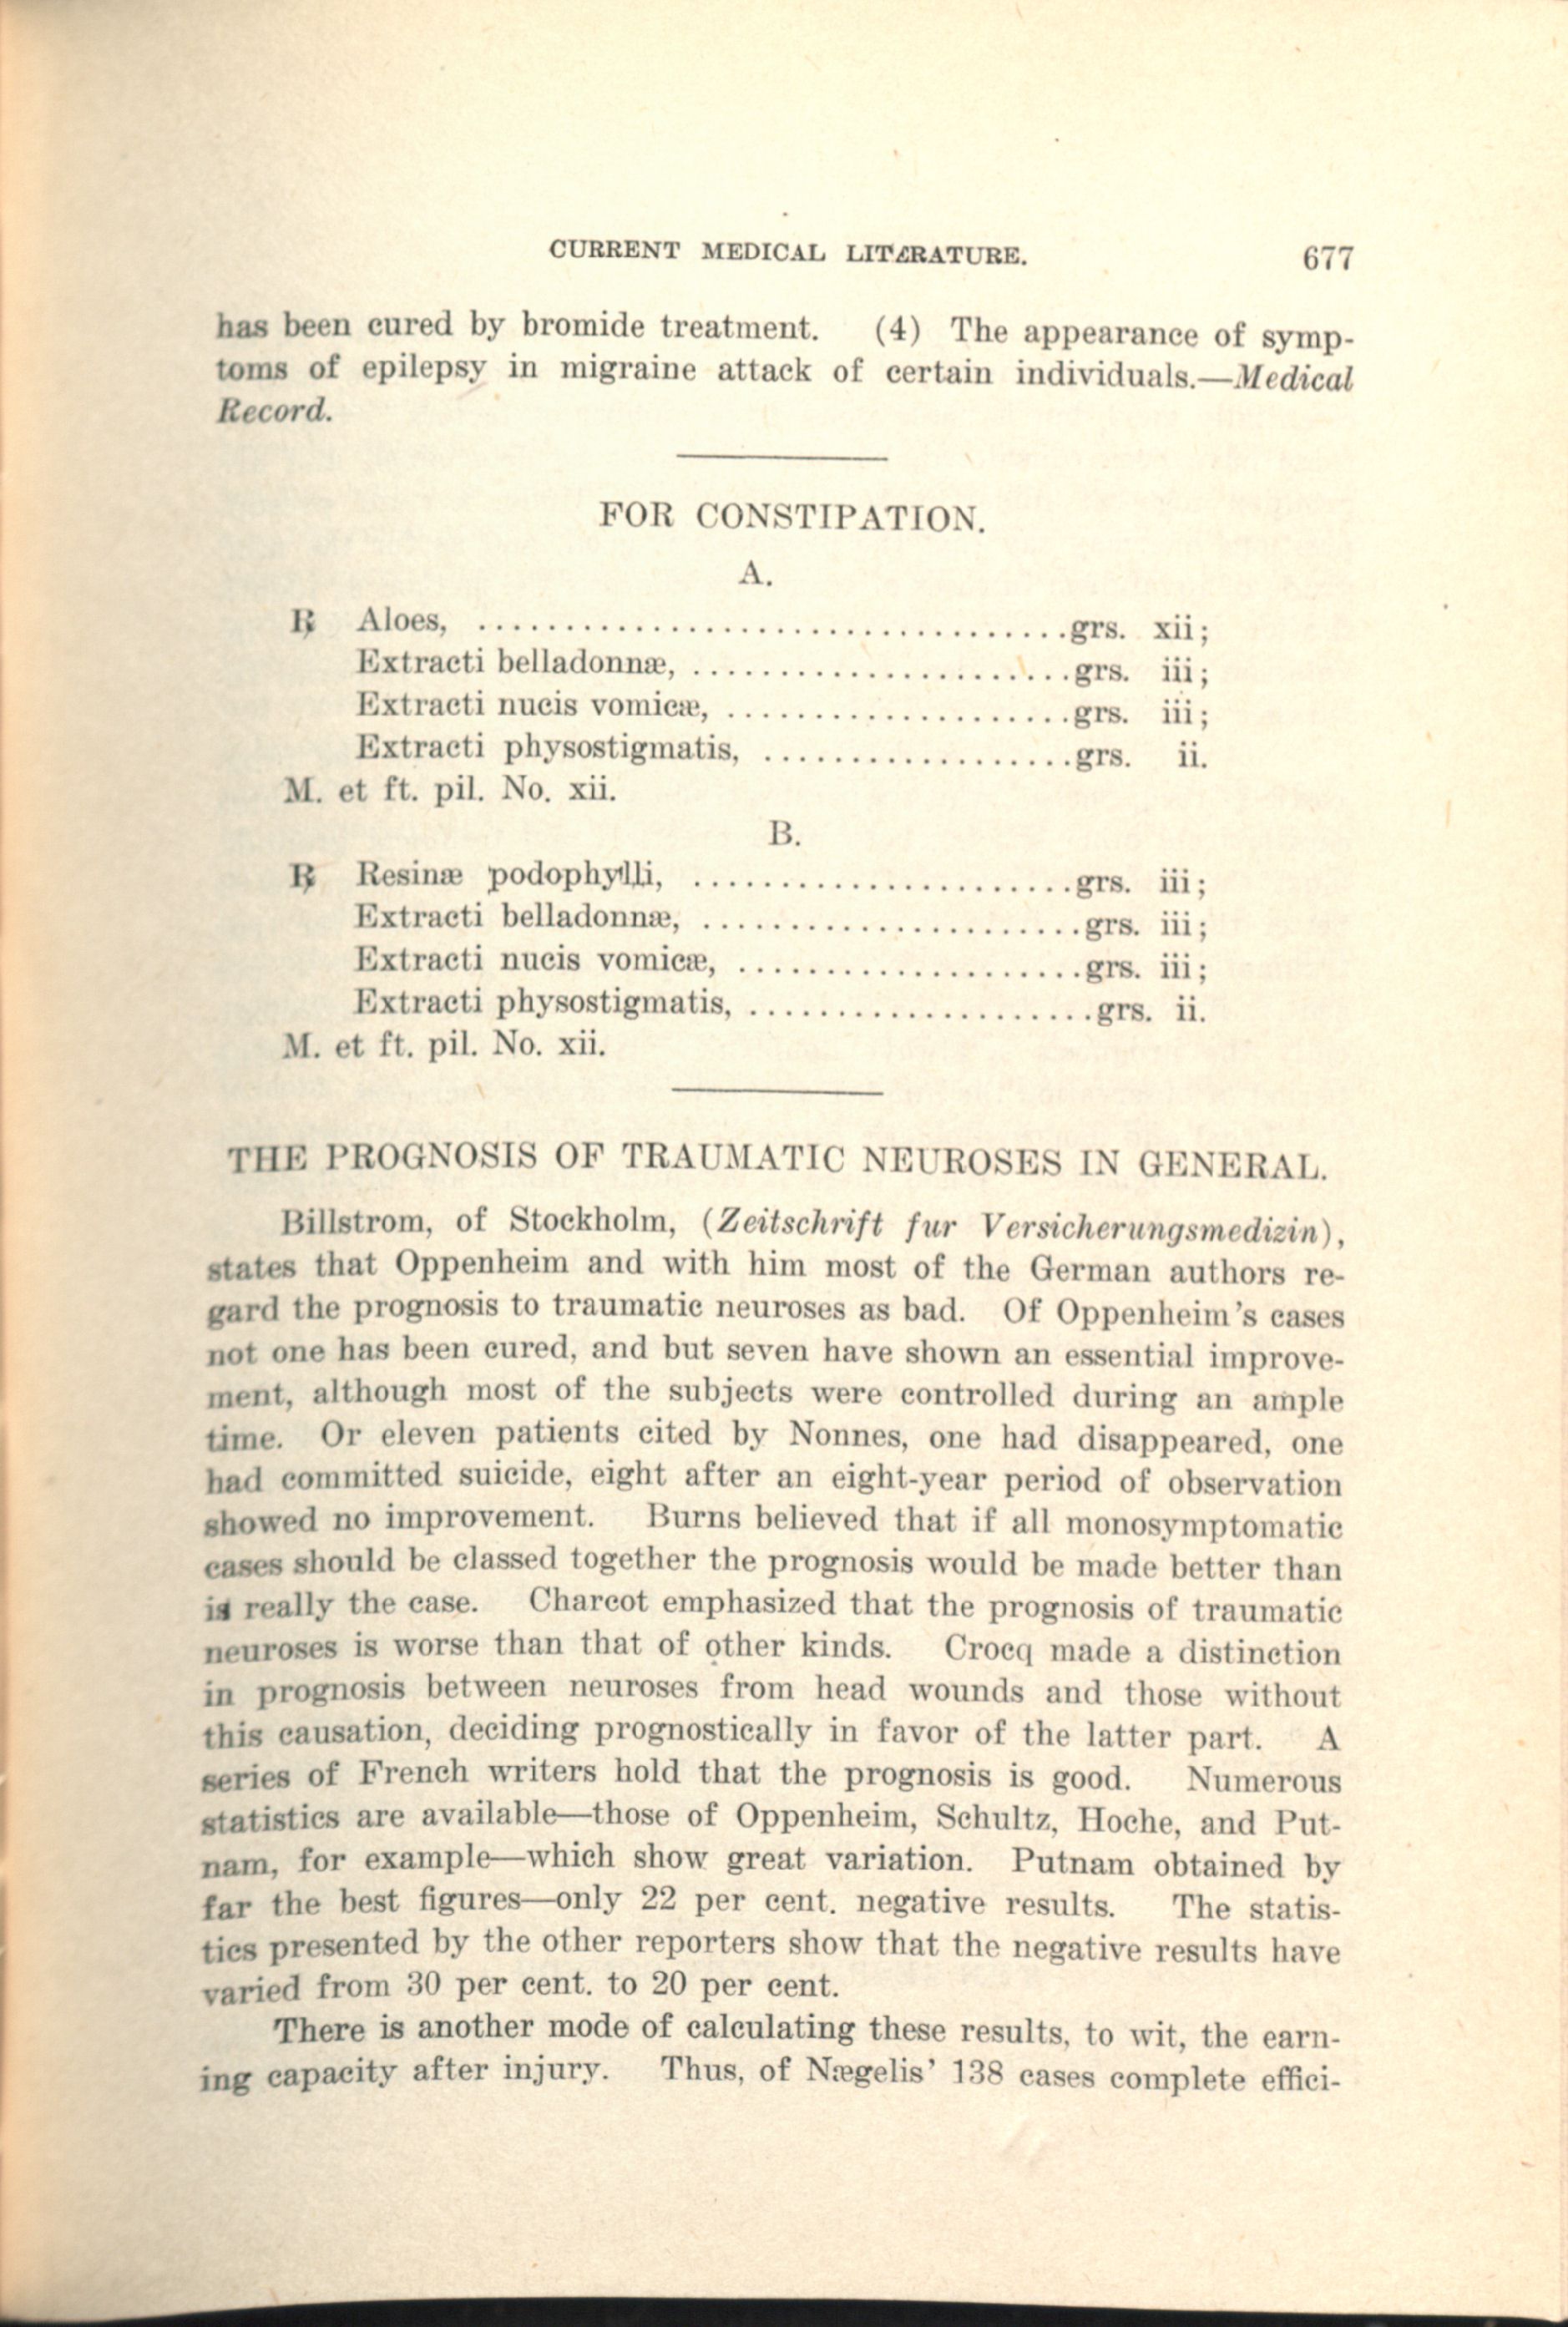 CURRENT MEDICAL LITERATURE. 677
has been cured by bromide treatment. (4) The appearance of symp-
toms of epilepsy in migraine attack of certain individuals.—Medical
Record.
FOR CONSTIPATION.
A.
℞ Aloes, ........................................grs. xii;
Extracti belladonnæ, ..........................grs. iii;
Extracti nucis vomicæ, ........................grs. iii;
Extracti physostigmatis, ......................grs. ii.
M. et ft. pil. No. xii.
B.
℞ Resinæ podophylli, ..........................grs. iii;
Extracti belladonnæ, ..........................grs. iii;
Extracti nucis vomicæ, ........................grs. iii;
Extracti physostigmatis, ........................grs. ii.
M. et ft. pil. No. xii.
THE PROGNOSIS OF TRAUMATIC NEUROSES IN GENERAL.
Billstrom, of Stockholm, (Zeitschrift fur Versicherungsmedizin),
states that Oppenheim and with him most of the German authors re-
gard the prognosis to traumatic neuroses as bad. Of Oppenheim's cases
not one has been cured, and but seven have shown an essential improve-
ment, although most of the subjects were controlled during an ample
time. Or eleven patients cited by Nonnes, one had disappeared, one
had committed suicide, eight after an eight-year period of observation
showed no improvement. Burns believed that if all monosymptomatic
cases should be classed together the prognosis would be made better than
is really the case. Charcot emphasized that the prognosis of traumatic
neuroses is worse than that of other kinds. Crocq made a distinction
in prognosis between neuroses from head wounds and those without
this causation, deciding prognostically in favor of the latter part. A
series of French writers hold that the prognosis is good. Numerous
statistics are available—those of Oppenheim, Schultz, Hoche, and Put-
nam, for example—which show great variation. Putnam obtained by
far the best figures—only 22 per cent. negative results. The statis-
tics presented by the other reporters show that the negative results have
varied from 30 per cent. to 20 per cent.
There is another mode of calculating these results, to wit, the earn-
ing capacity after injury. Thus, of Nægelis' 138 cases complete effici-